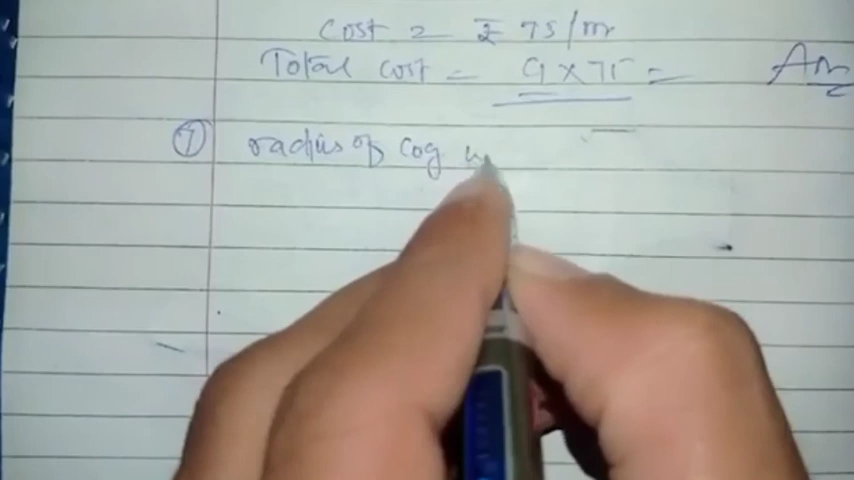 Cost = ₹ 75/m
Total cost = 9 x 75 = Ans
⑦ radius of cog w